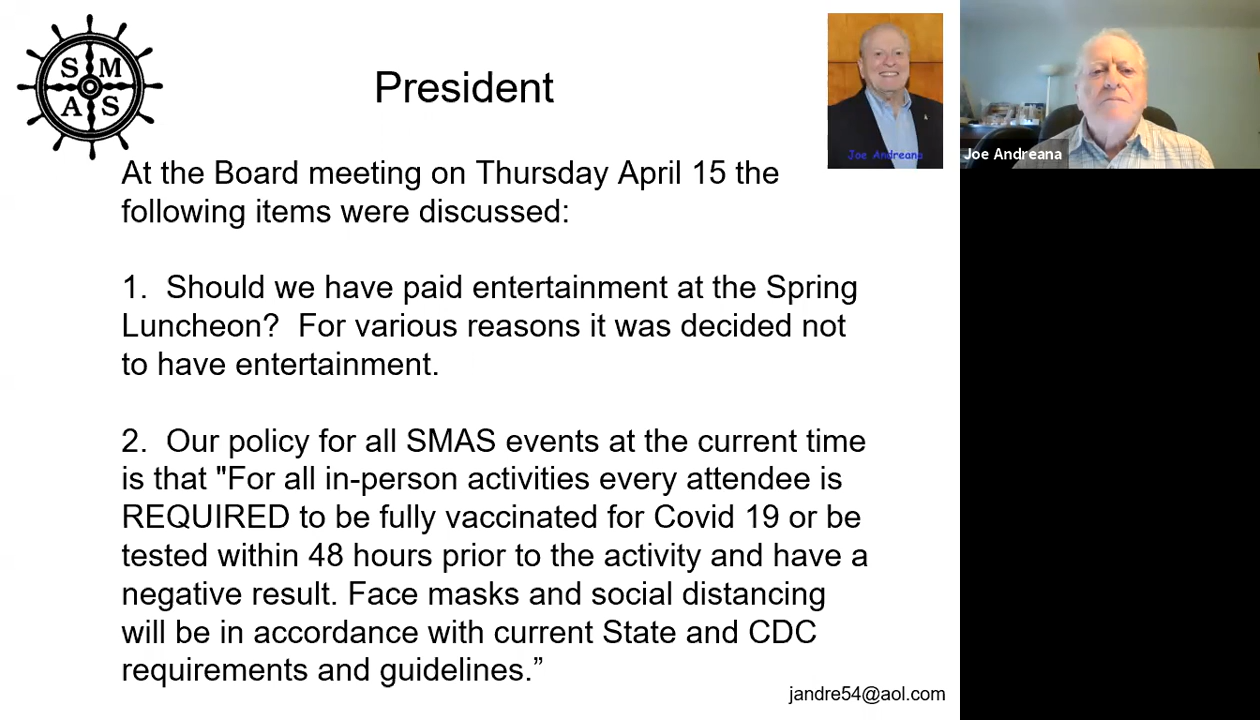 S M
A S
President
Joe Andreana
Joe Andreana
At the Board meeting on Thursday April 15 the
following items were discussed:
1. Should we have paid entertainment at the Spring
Luncheon? For various reasons it was decided not
to have entertainment.
2. Our policy for all SMAS events at the current time
is that "For all in-person activities every attendee is
REQUIRED to be fully vaccinated for Covid 19 or be
tested within 48 hours prior to the activity and have a
negative result. Face masks and social distancing
will be in accordance with current State and CDC
requirements and guidelines.”
jandre54@aol.com